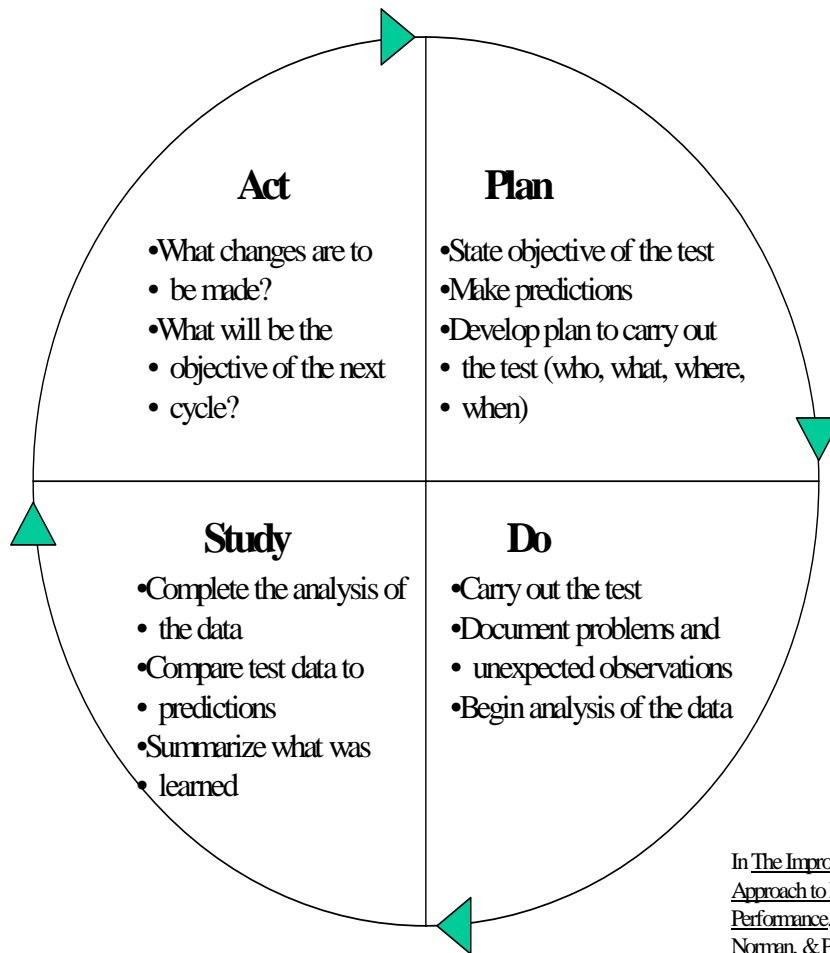 Act
•What changes are to
• be made?
•What will be the
• objective of the next
• cycle?
Plan
•State objective of the test
•Make predictions
•Develop plan to carry out
• the test (who, what, where,
• when)
Study
•Complete the analysis of
• the data
•Compare test data to
• predictions
•Summarize what was
• learned
Do
•Carry out the test
•Document problems and
• unexpected observations
•Begin analysis of the data
In The
Approach to
Performance,
Norman, &